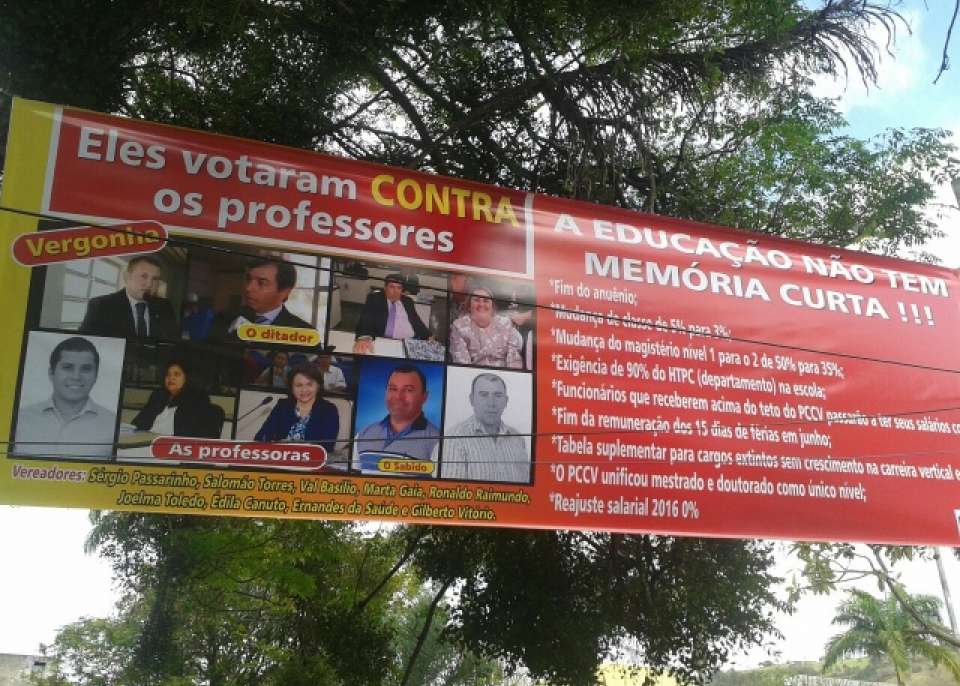 Eles votaram CONTRA
os professores
Vergonha
O ditador
As professoras
O Sabido
Vereadores: Sérgio Passarinho, Salomão Torres, Val Basílio, Marta Gaia, Ronaldo Raimundo,
Joelma Toledo, Edila Canuto, Ernandes da Saúde e Gilberto Vitorio.
A EDUCAÇÃO NÃO TEM
MEMÓRIA CURTA !!!
*Fim do anuênio;
*Mudança de classe de 5% para 3%;
*Mudança do magistério nível 1 para o 2 de 50% para 35%;
*Exigência de 90% do HTPC (departamento) na escola;
*Funcionários que receberem acima do teto do PCCV passarão a ter seus salários
*Fim da remuneração dos 15 dias de férias em junho;
*Tabela suplementar para cargos extintos sem crescimento na carreira vertical e
*O PCCV unificou mestrado e doutorado como único nível;
*Reajuste salarial 2016 0%